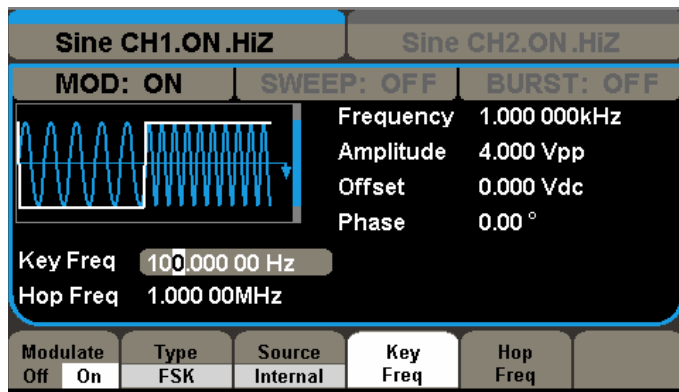 Sine CH1.ON.HiZ
Sine CH2.ON.HiZ
MOD: ON
SWEEP: OFF
BURST: OFF
Frequency 1.000 000kHz
Amplitude 4.000 Vpp
Offset 0.000 Vdc
Phase 0.00 °
Key Freq 100.000 00 Hz
Hop Freq 1.000 00MHz
Modulate
Off On
Type
FSK
Source
Internal
Key
Freq
Hop
Freq